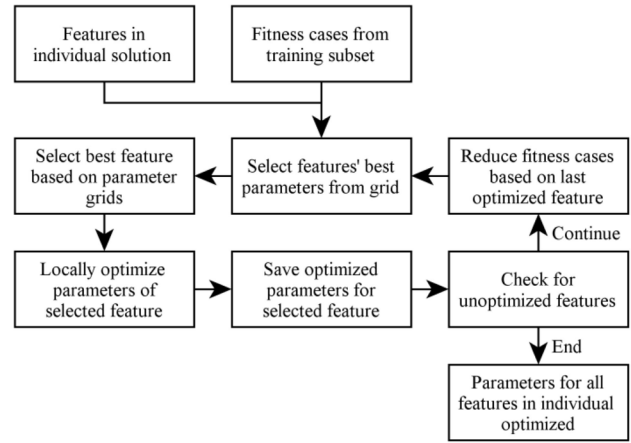 Features in
individual solution
Fitness cases from
training subset
Select best feature
based on parameter
grids
Select features' best
parameters from grid
Reduce fitness cases
based on last
optimized feature
Continue
Locally optimize
parameters of
selected feature
Save optimized
parameters for
selected feature
Check for
unoptimized features
End
Parameters for all
features in individual
optimized